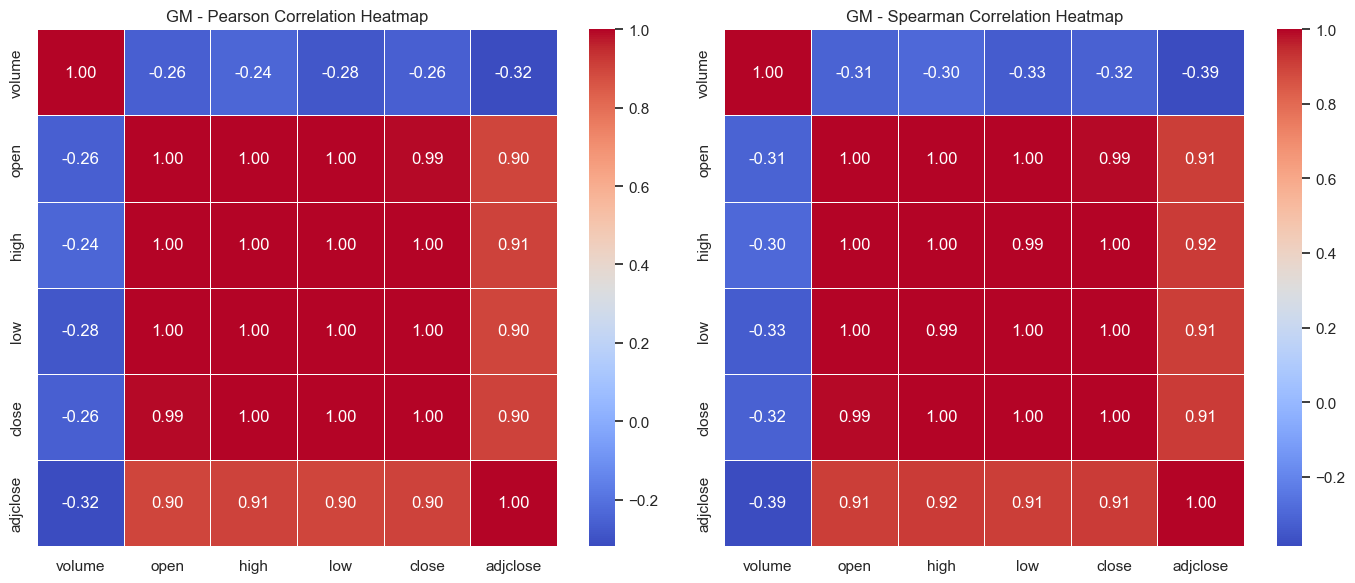 GM - Pearson Correlation Heatmap
volume 1.00 -0.26 -0.24 -0.28 -0.26 -0.32
open -0.26 1.00 1.00 1.00 0.99 0.90
high -0.24 1.00 1.00 1.00 1.00 0.91
low -0.28 1.00 1.00 1.00 1.00 0.90
close -0.26 0.99 1.00 1.00 1.00 0.90
adjclose -0.32 0.90 0.91 0.90 0.90 1.00
volume open high low close adjclose
1.0
0.8
0.6
0.4
0.2
0.0
−0.2
GM - Spearman Correlation Heatmap
volume 1.00 -0.31 -0.30 -0.33 -0.32 -0.39
open -0.31 1.00 1.00 1.00 0.99 0.91
high -0.30 1.00 1.00 0.99 1.00 0.92
low -0.33 1.00 0.99 1.00 1.00 0.91
close -0.32 0.99 1.00 1.00 1.00 0.91
adjclose -0.39 0.91 0.92 0.91 0.91 1.00
volume open high low close adjclose
1.0
0.8
0.6
0.4
0.2
0.0
−0.2